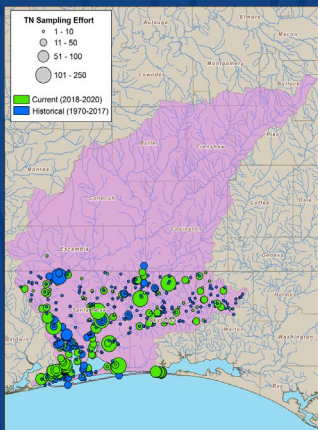 TN Sampling Effort
1 - 10
11 - 50
51 - 100
101 - 250
Current (2018-2020)
Historical (1970-2017)
Autauga
Elmore
Macon
Montgomery
Lowndes
Bullock
Pike
Butler
Crenshaw
Monroe
Coffee
Dale
Conecuh
Covington
Escambia
Geneva
Holmes
Santa Rosa
Okaloosa
Walton
Washington
Baldwin
Bay